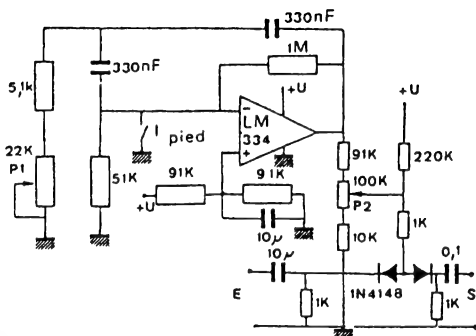 330nF
1M
330nF
5,1k
+U
LM
334
-
+
I pied
22K
P1
51K
91K
91K
+U
10µ
91K
100K
P2
10K
220K
1K
10µ
E
1K
1N4148
0,1
1K
S